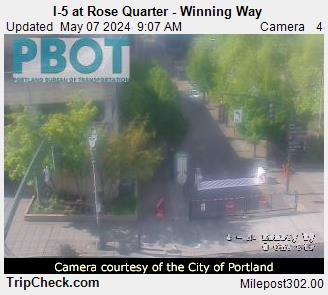 I-5 at Rose Quarter - Winning Way
Updated May 07 2024 9:07 AM Camera 4
PBOT
PORTLAND BUREAU OF TRANSPORTATION
Camera courtesy of the City of Portland
TripCheck.com Milepost302.00